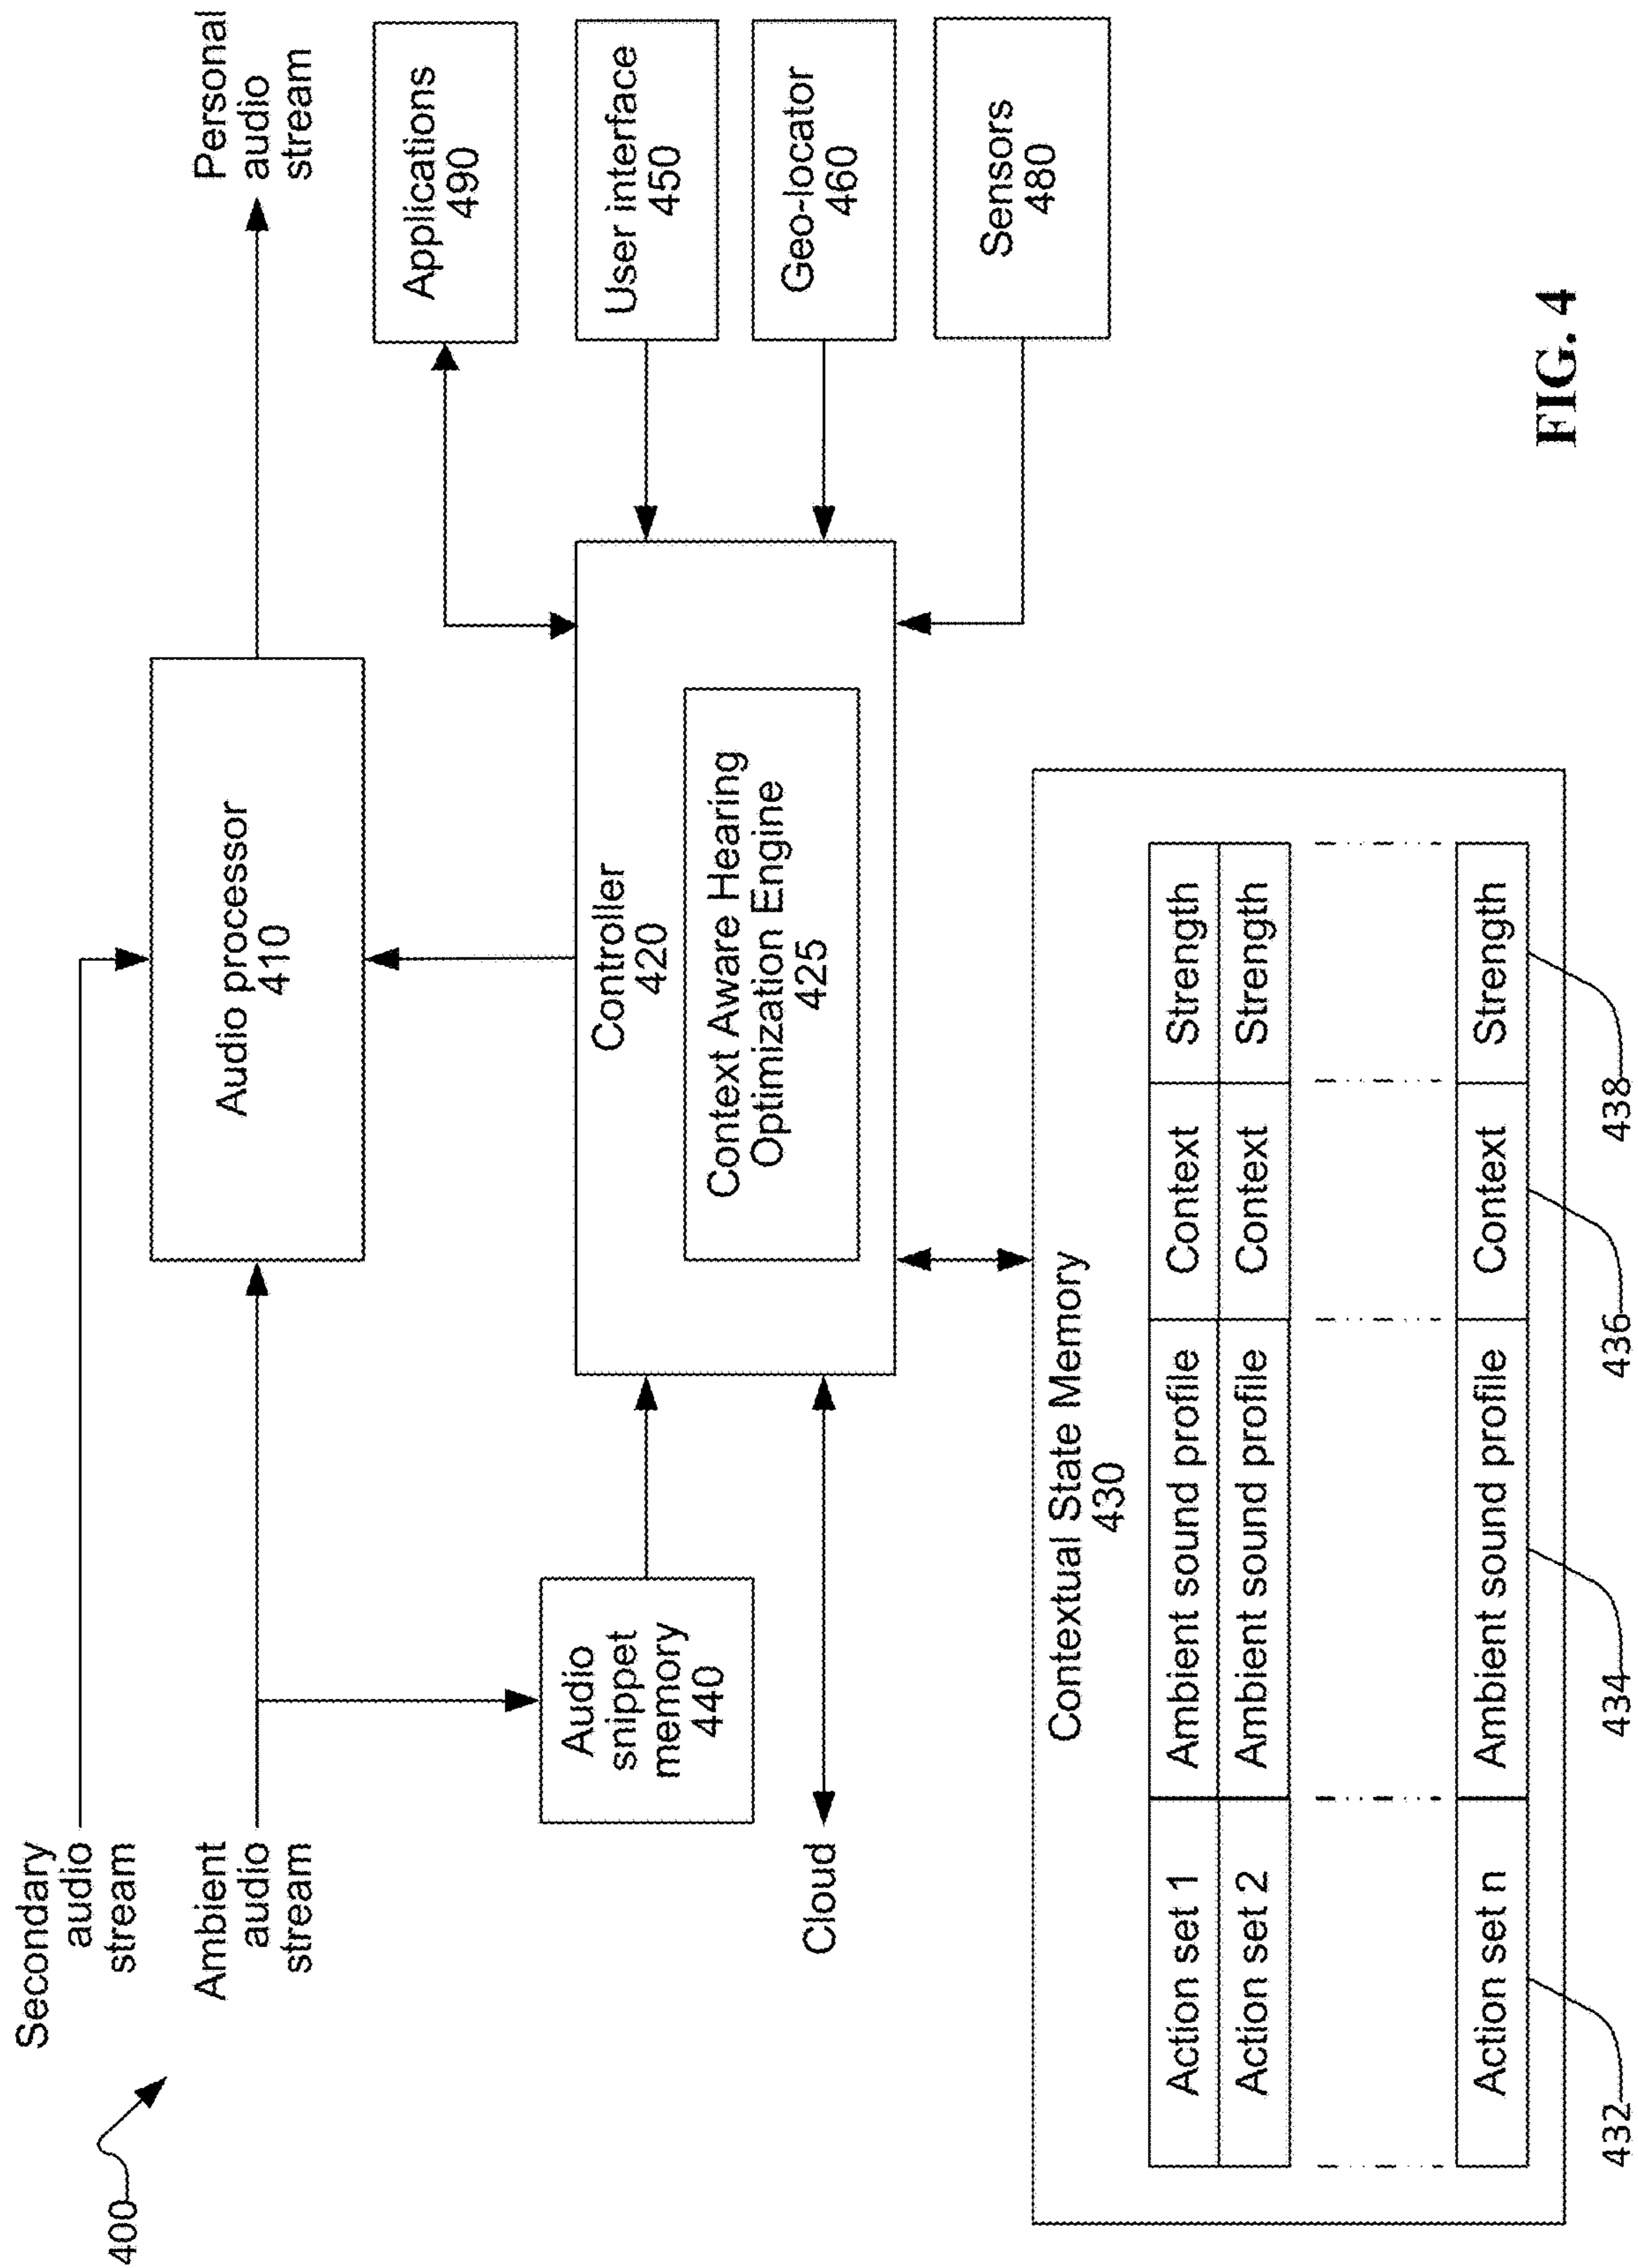 400
Secondary
audio
stream
Ambient
audio
stream
Personal
audio
stream
Audio processor
410
Applications
490
Audio
snippet
memory
440
Controller
420
Context Aware Hearing
Optimization Engine
425
User interface
450
Geo-locator
460
Sensors
480
Cloud
Contextual State Memory
430
Action set 1 Ambient sound profile Context Strength
Action set 2 Ambient sound profile Context Strength
Action set n Ambient sound profile Context Strength
432 434 436 438
FIG. 4